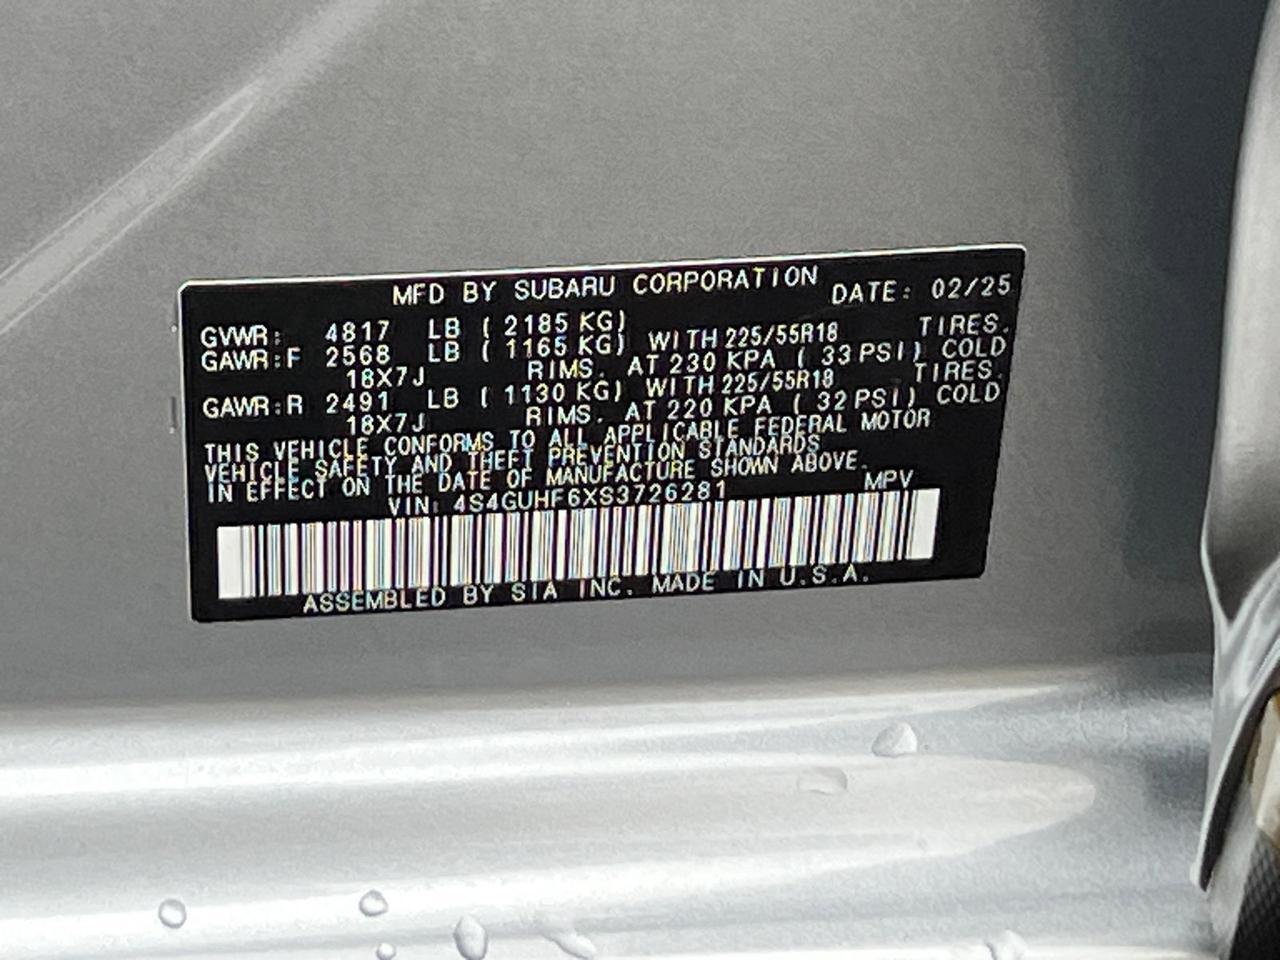 MFD BY SUBARU CORPORATION DATE: 02/25
GVWR: 4817 LB ( 2185 KG)
GAWR:F 2568 LB ( 1165 KG) WITH 225/55R18 TIRES.
18X7J RIMS. AT 230 KPA ( 33 PSI) COLD
GAWR:R 2491 LB ( 1130 KG) WITH 225/55R18 TIRES.
18X7J RIMS. AT 220 KPA ( 32 PSI) COLD
THIS VEHICLE CONFORMS TO ALL APPLICABLE FEDERAL MOTOR
VEHICLE SAFETY AND THEFT PREVENTION STANDARDS
IN EFFECT ON THE DATE OF MANUFACTURE SHOWN ABOVE.
VIN: 4S4GUHF6XS3726281 MPV
ASSEMBLED BY SIA INC. MADE IN U.S.A.